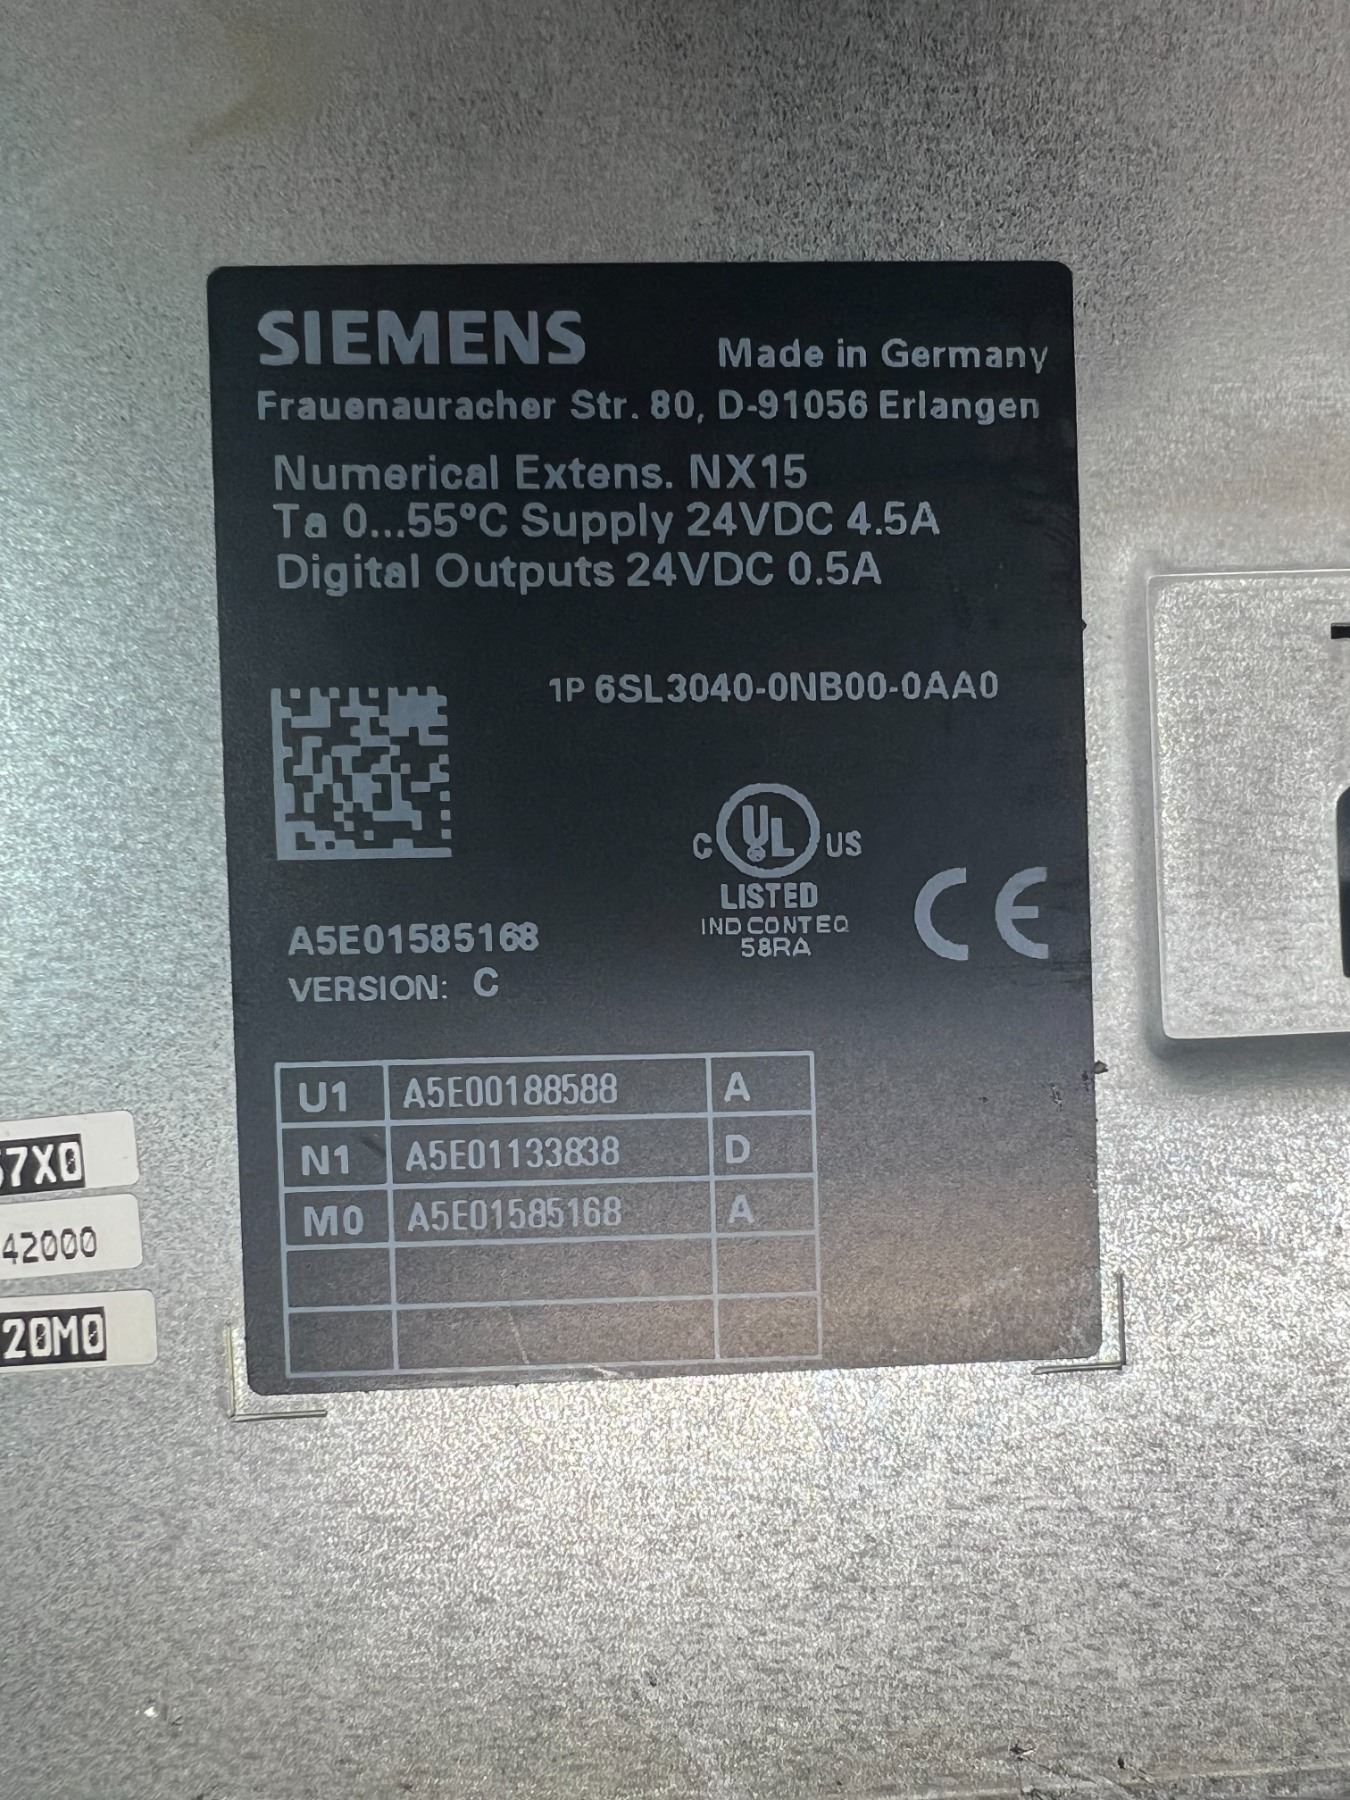 SIEMENS
Made in Germany
Frauenauracher Str. 80, D-91056 Erlangen
Numerical Extens. NX15
Ta 0...55°C Supply 24VDC 4.5A
Digital Outputs 24VDC 0.5A
1P 6SL3040-0NB00-0AA0
C UL US
LISTED
IND CONT EQ
58RA
CE
A5E01585168
VERSION: C
U1 A5E00188588 A
N1 A5E01133838 D
M0 A5E01585168 A
57X0
42000
20M0